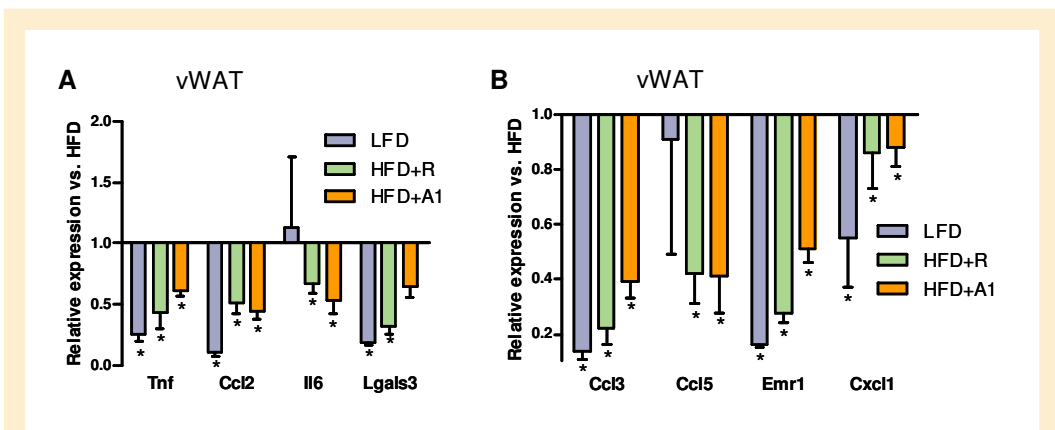 A
vWAT
Relative expression vs. HFD
2.0
1.5
1.0
0.5
0.0
LFD
HFD+R
HFD+A1
*
*
*
*
*
*
*
*
*
*
Tnf
Ccl2
Il6
Lgals3
B
vWAT
Relative expression vs. HFD
1.0
0.8
0.6
0.4
0.2
LFD
HFD+R
HFD+A1
*
*
*
*
*
*
*
*
*
*
*
Ccl3
Ccl5
Emr1
Cxcl1